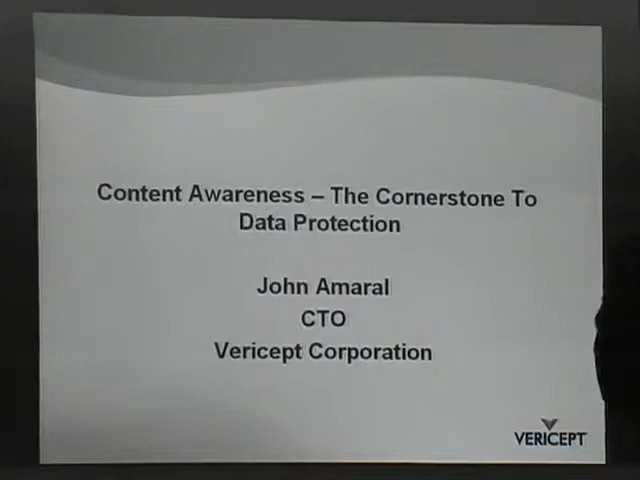 Content Awareness – The Cornerstone To
Data Protection
John Amaral
CTO
Vericept Corporation
VERICEPT